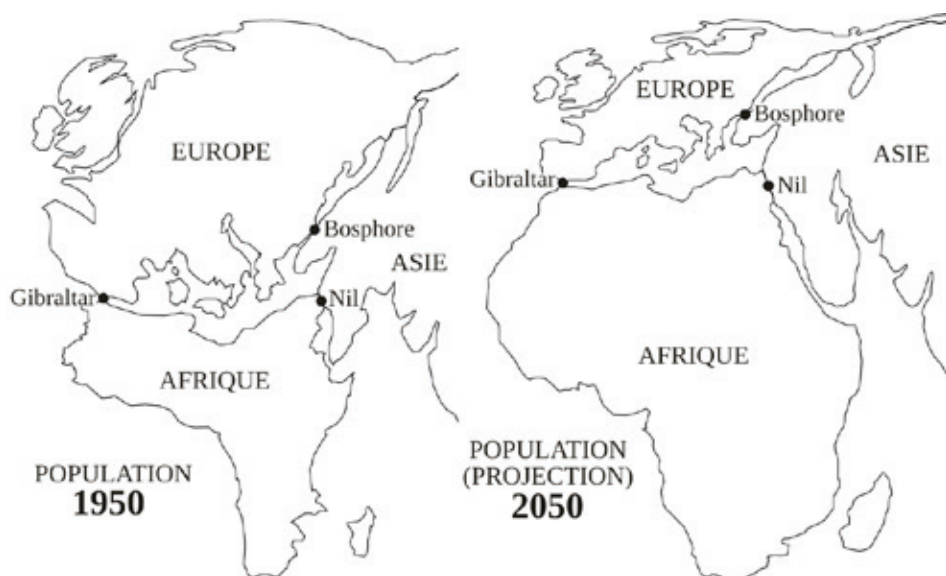 EUROPE
Bosphore
ASIE
Gibraltar
Nil
AFRIQUE
POPULATION
1950
EUROPE
Bosphore
ASIE
Gibraltar
Nil
AFRIQUE
POPULATION
(PROJECTION)
2050